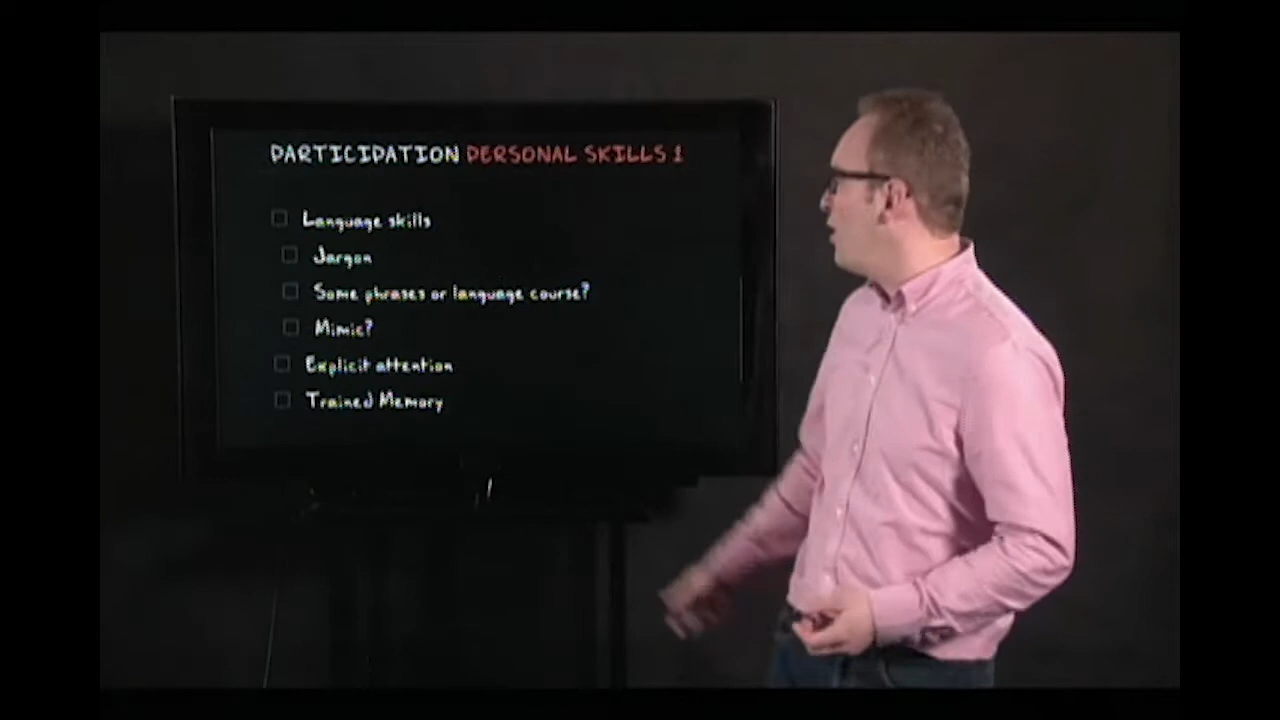 PARTICIPATION PERSONAL SKILLS 1
Language skills
Jargon
Some phrases or language course?
Mimic?
Explicit attention
Trained Memory